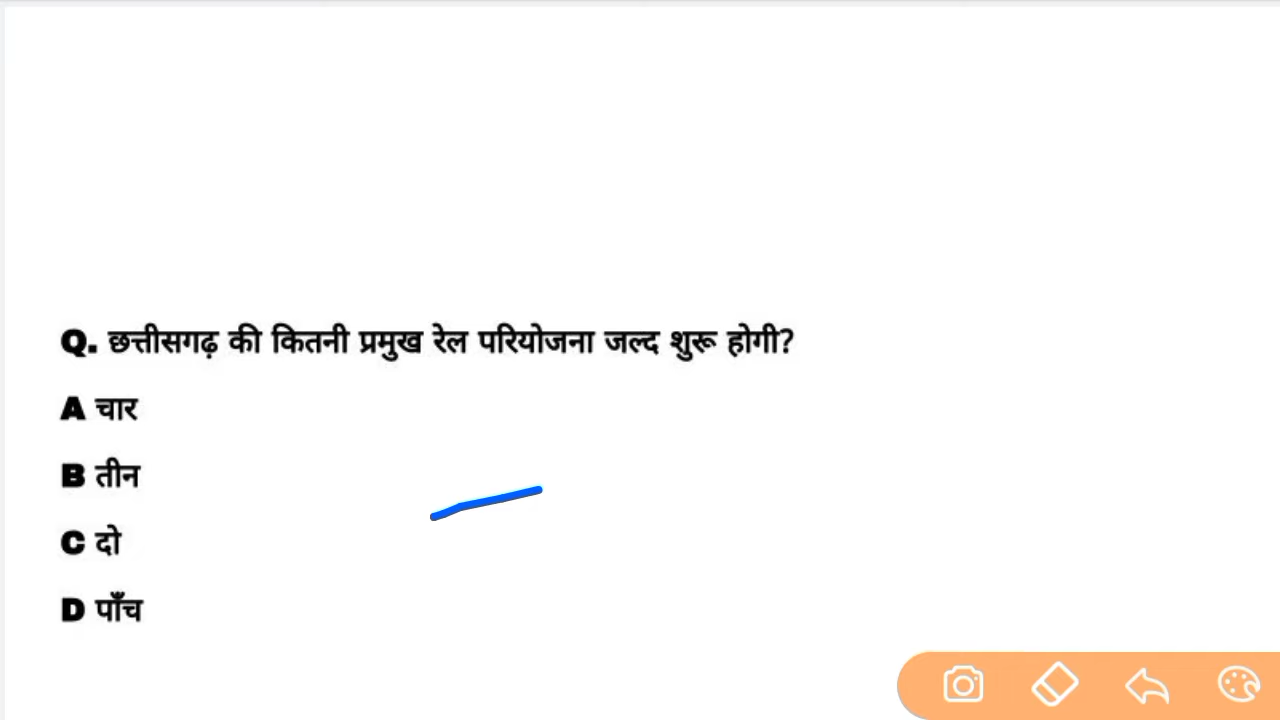 Q. छत्तीसगढ़ की कितनी प्रमुख रेल परियोजना जल्द शुरू होगी?
A चार
B तीन
C दो
D पाँच